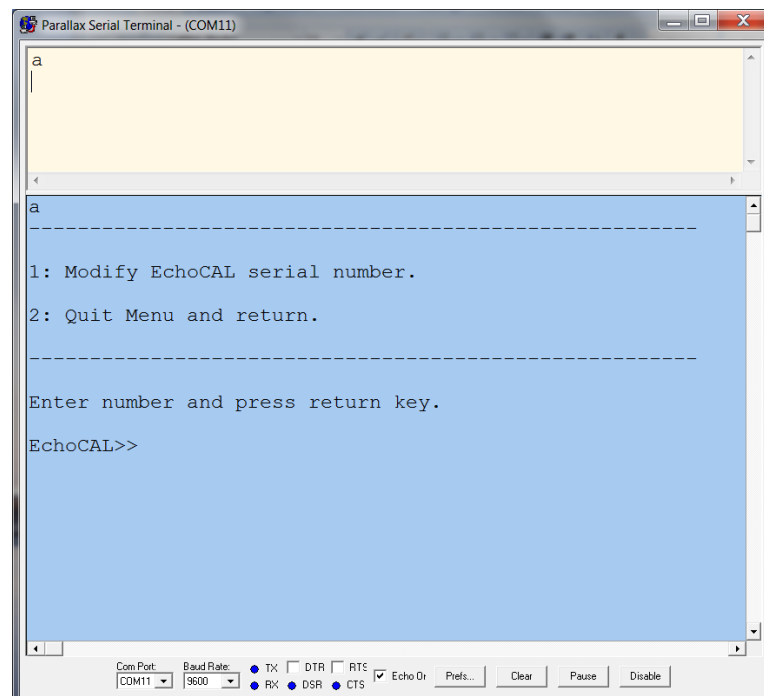 Parallax Serial Terminal - (COM11)
a
a
-------------------------------------------------------
1: Modify EchoCAL serial number.
2: Quit Menu and return.
-------------------------------------------------------
Enter number and press return key.
EchoCAL>>
Com Port: Baud Rate: TX DTR RTS
COM11 9600 RX DSR CTS Echo On Prefs... Clear Pause Disable